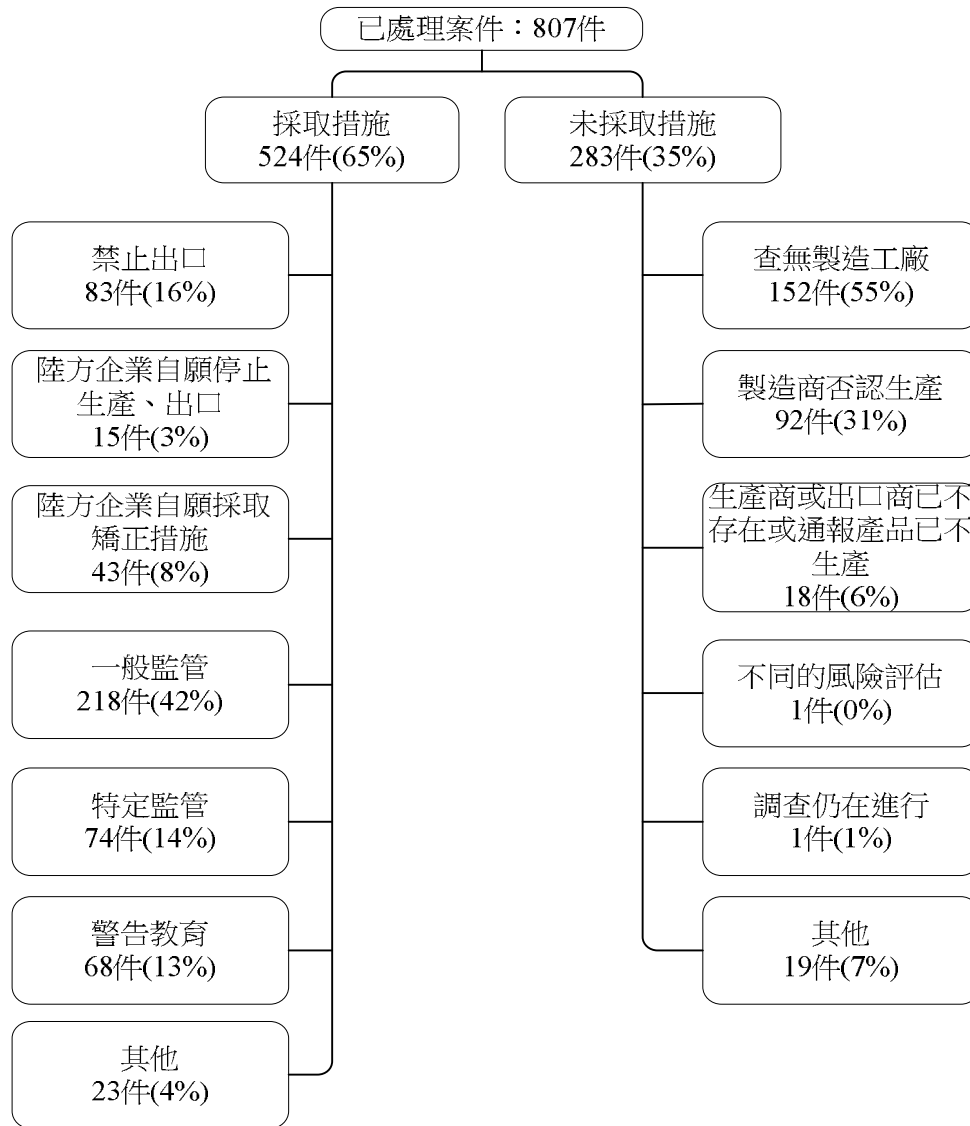 已處理案件：807件
採取措施
524件(65%)
未採取措施
283件(35%)
禁止出口
83件(16%)
陸方企業自願停止
生產、出口
15件(3%)
陸方企業自願採取
矯正措施
43件(8%)
一般監管
218件(42%)
特定監管
74件(14%)
警告教育
68件(13%)
其他
23件(4%)
查無製造工廠
152件(55%)
製造商否認生產
92件(31%)
生產商或出口商已不
存在或通報產品已不
生產
18件(6%)
不同的風險評估
1件(0%)
調查仍在進行
1件(1%)
其他
19件(7%)